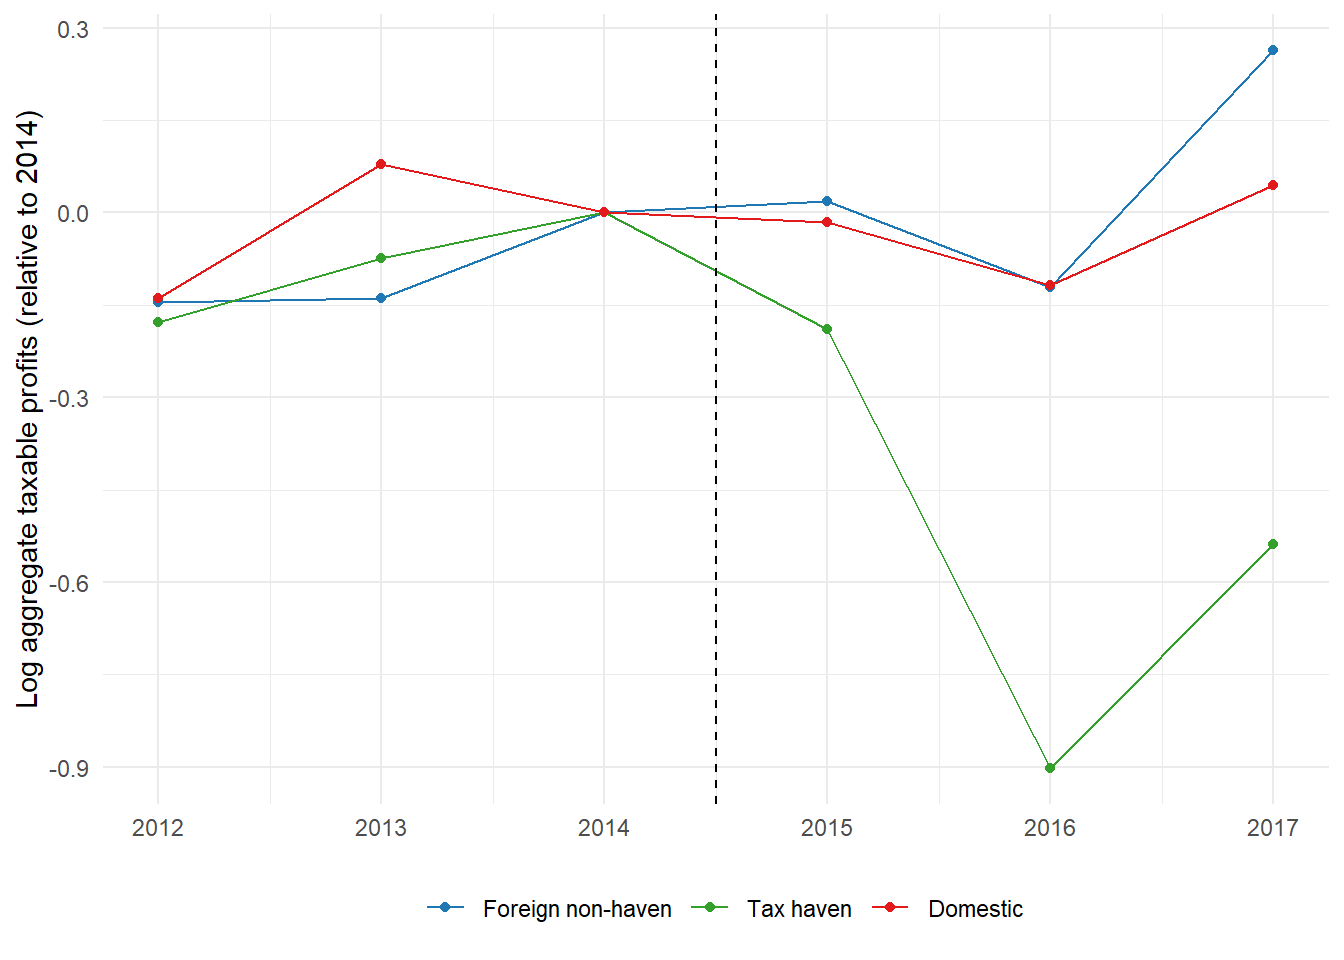 Log aggregate taxable profits (relative to 2014)
0.3
0.0
-0.3
-0.6
-0.9
2012 2013 2014 2015 2016 2017
Foreign non-haven Tax haven Domestic